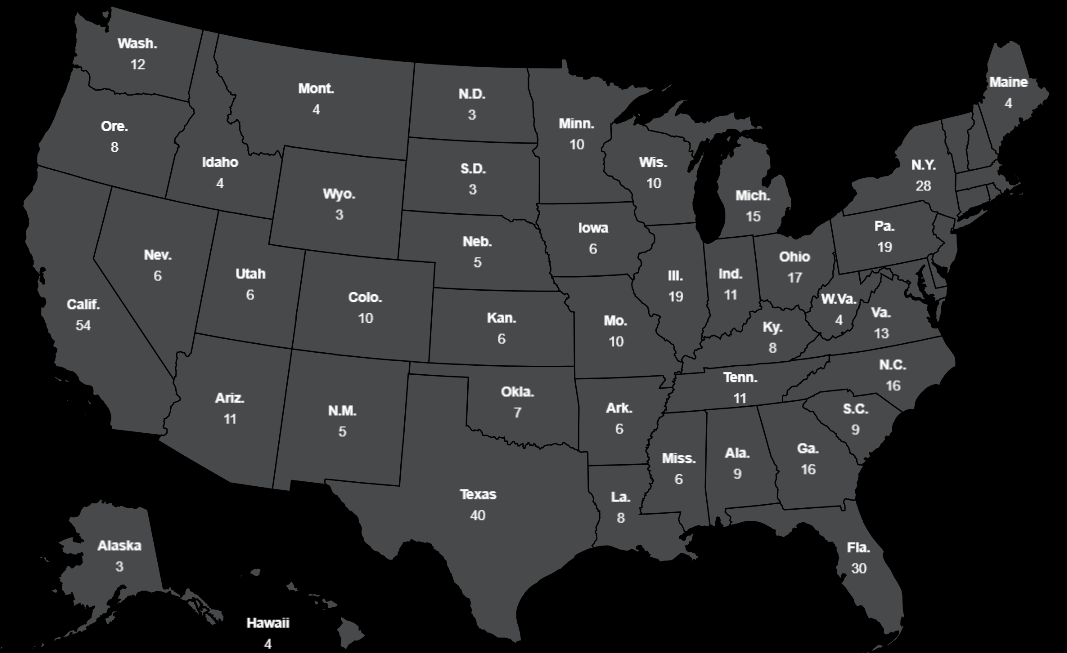 Wash.
12
Ore.
8
Calif.
54
Nev.
6
Idaho
4
Mont.
4
Wyo.
3
Utah
6
Colo.
10
Ariz.
11
N.M.
5
N.D.
3
S.D.
3
Neb.
5
Kan.
6
Okla.
7
Texas
40
Minn.
10
Iowa
6
Mo.
10
Ark.
6
La.
8
Wis.
10
Ill.
19
Mich.
15
Ind.
11
Ohio
17
Ky.
8
Tenn.
11
Miss.
6
Ala.
9
Ga.
16
Fla.
30
S.C.
9
N.C.
16
Va.
13
W.Va.
4
Pa.
19
N.Y.
28
Maine
4
Alaska
3
Hawaii
4